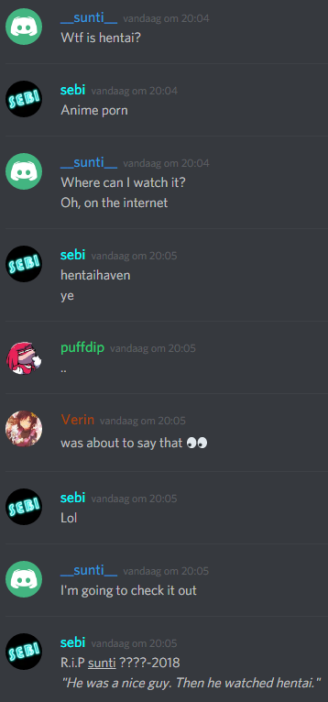 __sunti__ vandaag om 20:04
Wtf is hentai?
SEBI
sebi vandaag om 20:04
Anime porn
__sunti__ vandaag om 20:04
Where can I watch it?
Oh, on the internet
SEBI
sebi vandaag om 20:05
hentaihaven
ye
puffdip vandaag om 20:05
..
Verin vandaag om 20:05
was about to say that 👀
SEBI
sebi vandaag om 20:05
Lol
__sunti__ vandaag om 20:05
I'm going to check it out
SEBI
sebi vandaag om 20:05
R.i.P sunti ????-2018
"He was a nice guy. Then he watched hentai."